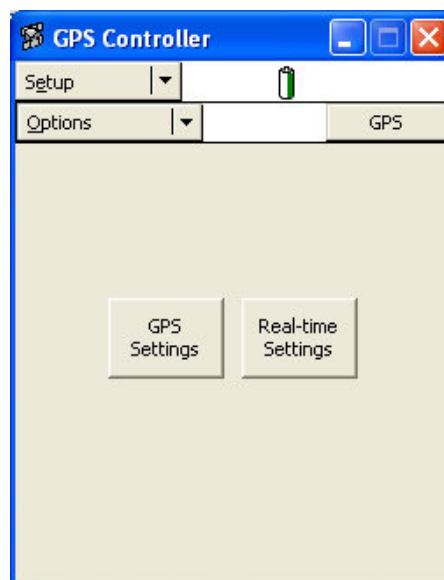 GPS Controller
Setup
Options
GPS
GPS
Settings
Real-time
Settings